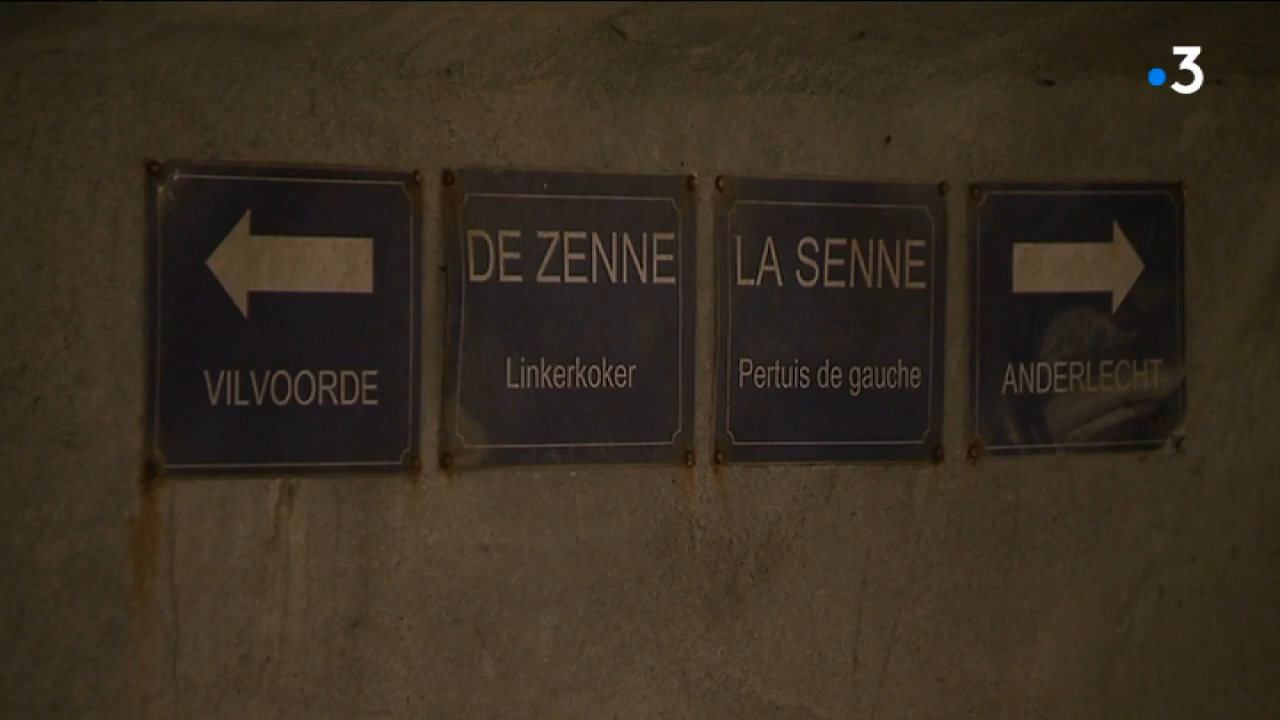 3
VILVOORDE
DE ZENNE
Linkerkoker
LA SENNE
Pertuis de gauche
ANDERLECHT